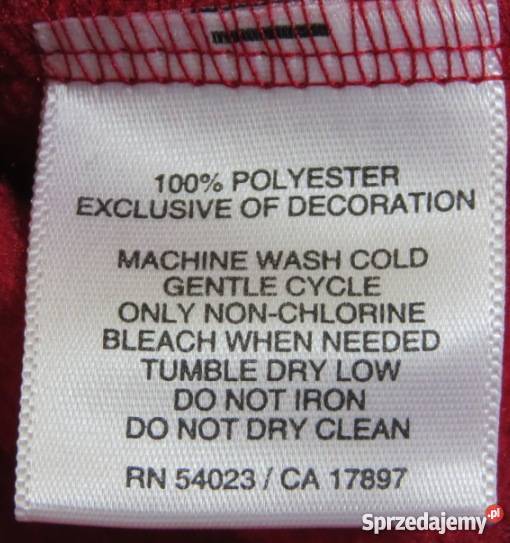 100% POLYESTER
EXCLUSIVE OF DECORATION
MACHINE WASH COLD
GENTLE CYCLE
ONLY NON-CHLORINE
BLEACH WHEN NEEDED
TUMBLE DRY LOW
DO NOT IRON
DO NOT DRY CLEAN
RN 54023 / CA 17897
Sprzedajemy.pl